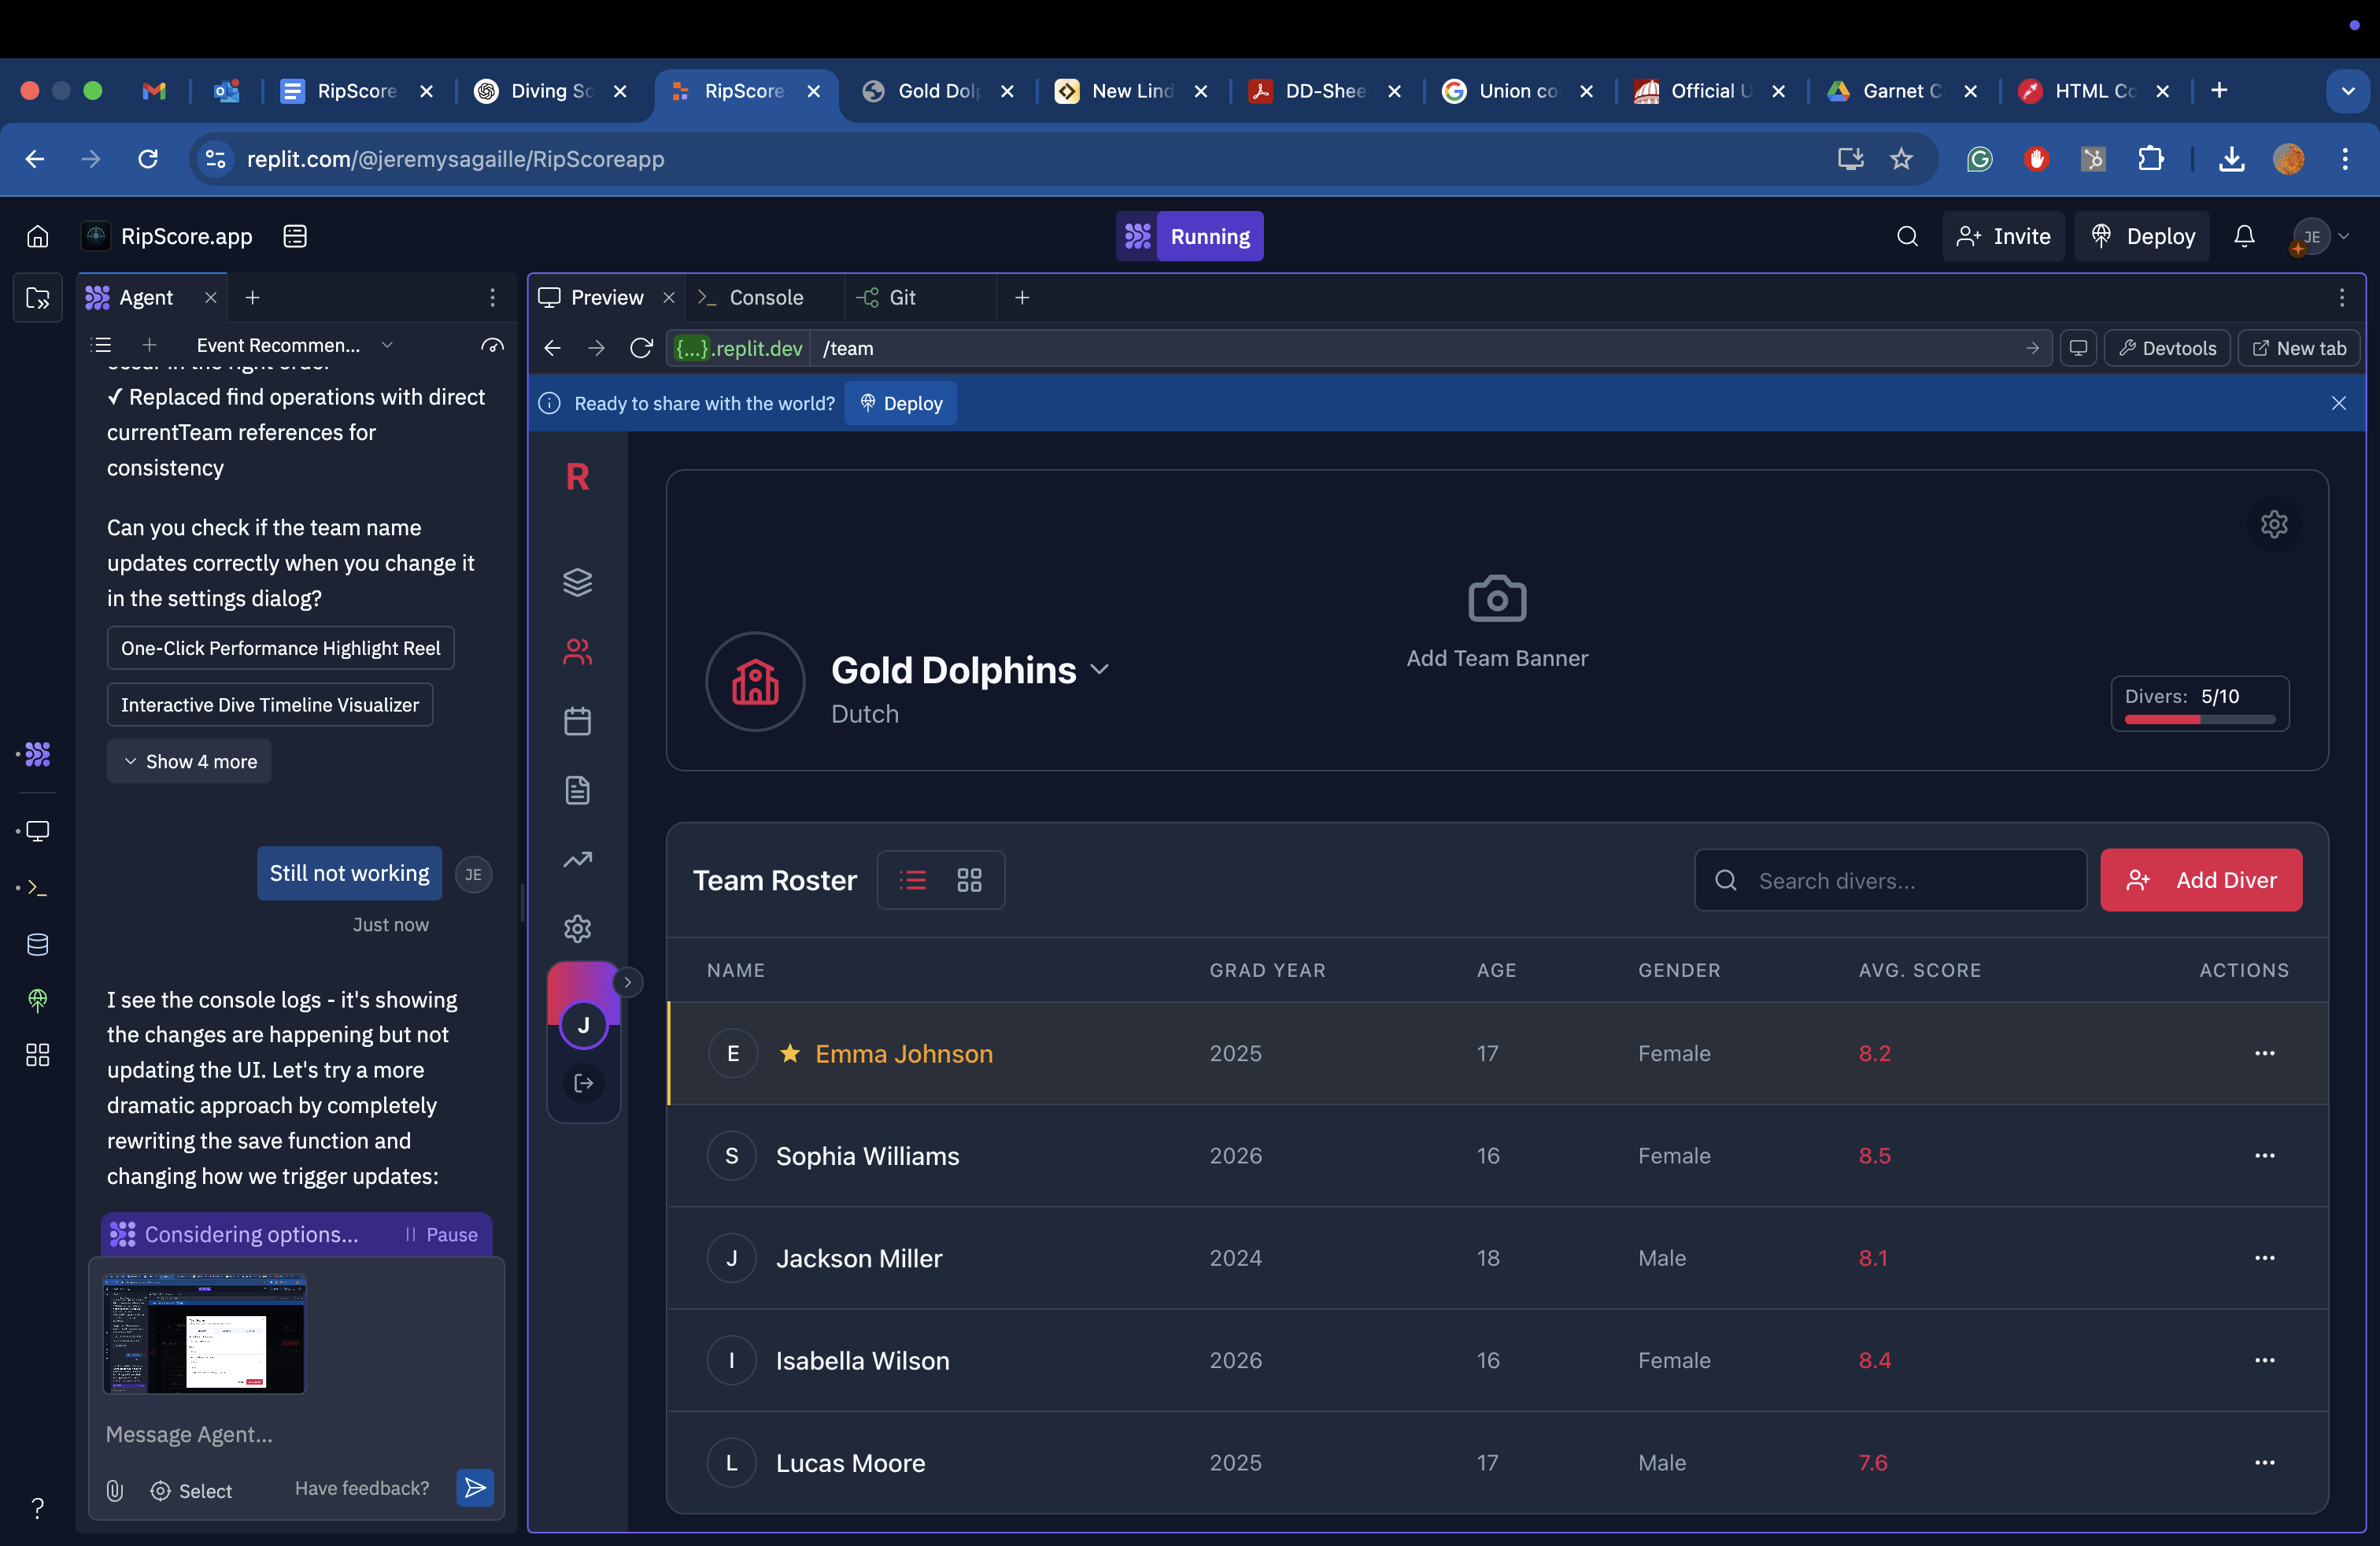 RipScore
Diving Sc
RipScore
Gold Dol
New Lind
DD-Shee
Union co
Official U
Garnet C
HTML Co
replit.com/@jeremysagaille/RipScoreapp
RipScore.app
Running
Invite
Deploy
JE
Agent
Preview
Console
Git
Event Recommen...
{...}.replit.dev
/team
Devtools
New tab
Ready to share with the world?
Deploy
occur in the right order
✓ Replaced find operations with direct
currentTeam references for
consistency
Can you check if the team name
updates correctly when you change it
in the settings dialog?
One-Click Performance Highlight Reel
Interactive Dive Timeline Visualizer
Show 4 more
Still not working
JE
Just now
I see the console logs - it's showing
the changes are happening but not
updating the UI. Let's try a more
dramatic approach by completely
rewriting the save function and
changing how we trigger updates:
Considering options...
Pause
Message Agent...
Select
Have feedback?
?
R
J
Gold Dolphins
Dutch
Add Team Banner
Divers: 5/10
Team Roster
Search divers...
Add Diver
NAME GRAD YEAR AGE GENDER AVG. SCORE ACTIONS
E Emma Johnson 2025 17 Female 8.2 ...
S Sophia Williams 2026 16 Female 8.5 ...
J Jackson Miller 2024 18 Male 8.1 ...
I Isabella Wilson 2026 16 Female 8.4 ...
L Lucas Moore 2025 17 Male 7.6 ...